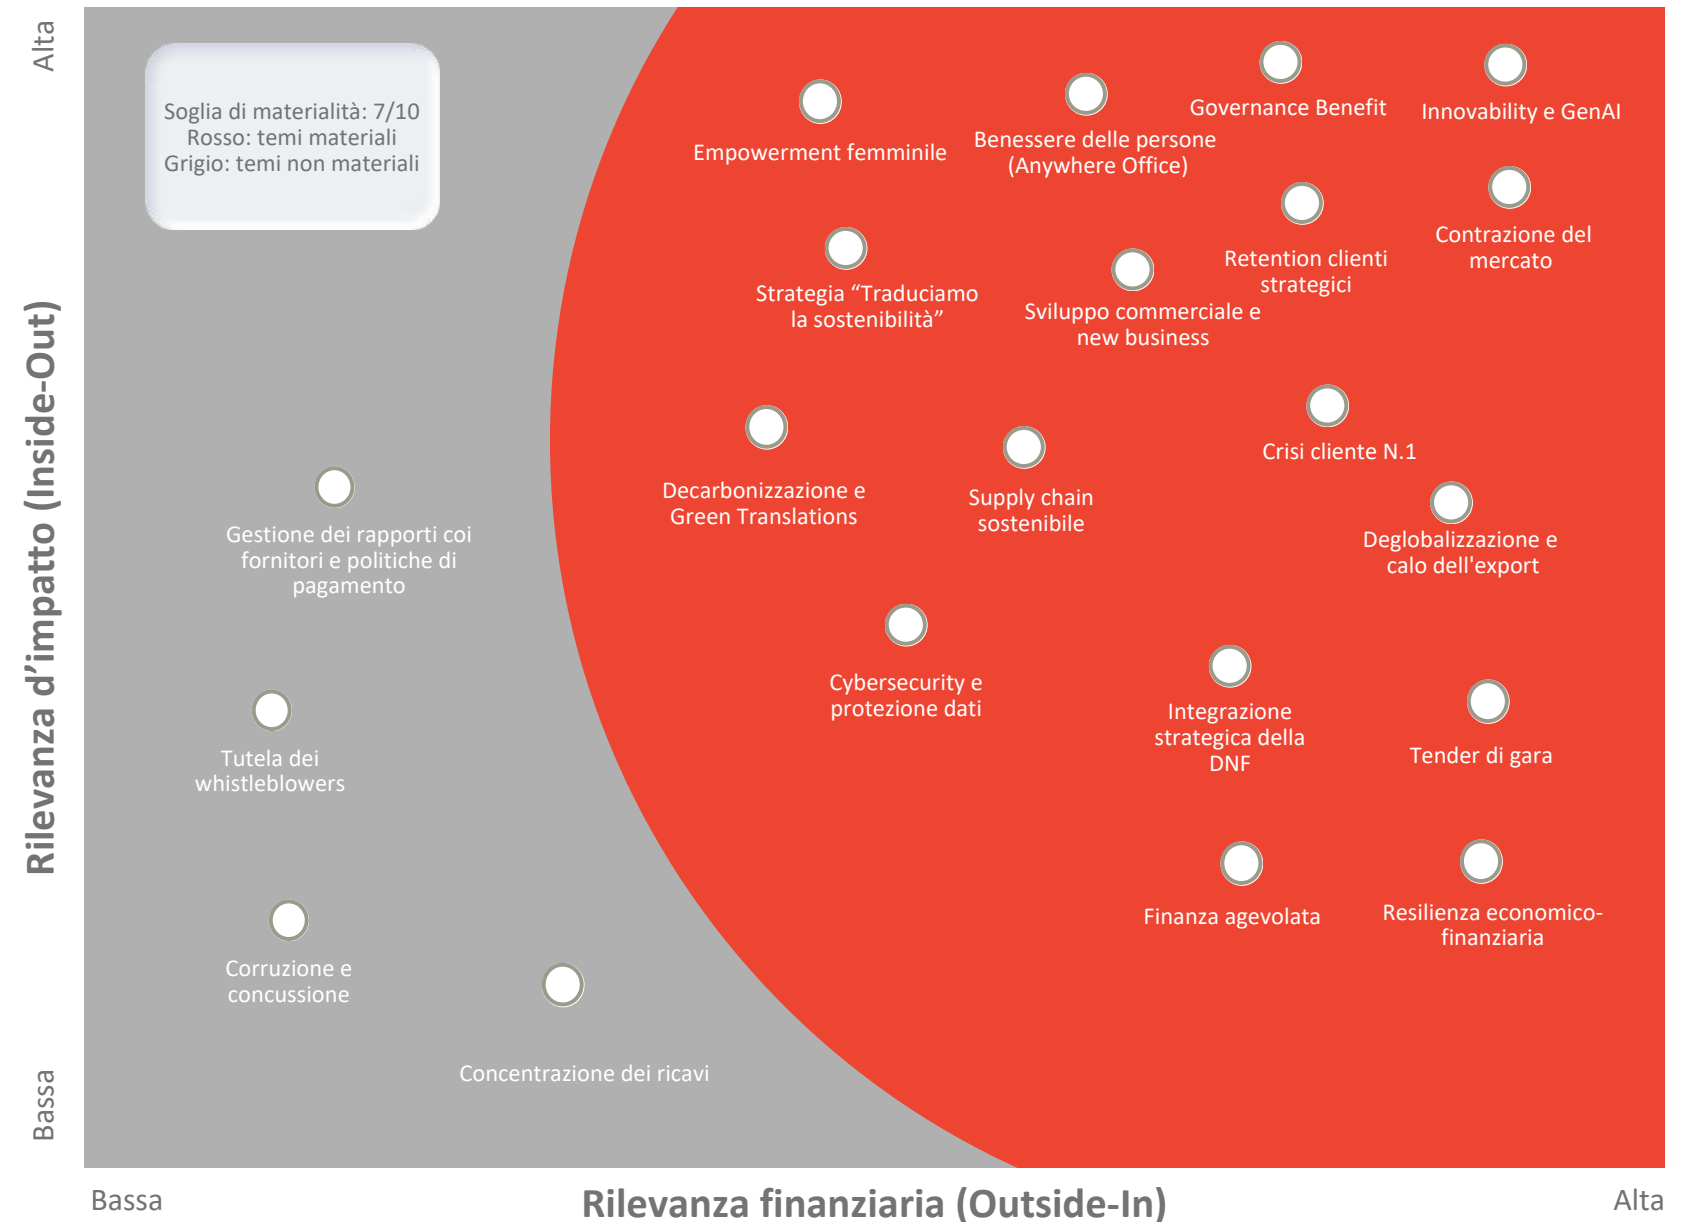 Alta
Soglia di materialità: 7/10
Rosso: temi materiali
Grigio: temi non materiali
Empowerment femminile
Benessere delle persone
(Anywhere Office)
Governance Benefit
Innovability e GenAI
Strategia “Traduciamo
la sostenibilità”
Sviluppo commerciale e
new business
Retention clienti
strategici
Contrazione del
mercato
Rilevanza d’impatto (Inside-Out)
Decarbonizzazione e
Green Translations
Supply chain
sostenibile
Crisi cliente N.1
Deglobalizzazione e
calo dell'export
Gestione dei rapporti coi
fornitori e politiche di
pagamento
Cybersecurity e
protezione dati
Integrazione
strategica della
DNF
Tender di gara
Tutela dei
whistleblowers
Finanza agevolata
Resilienza economico-
finanziaria
Corruzione e
concussione
Concentrazione dei ricavi
Bassa
Bassa
Rilevanza finanziaria (Outside-In)
Alta